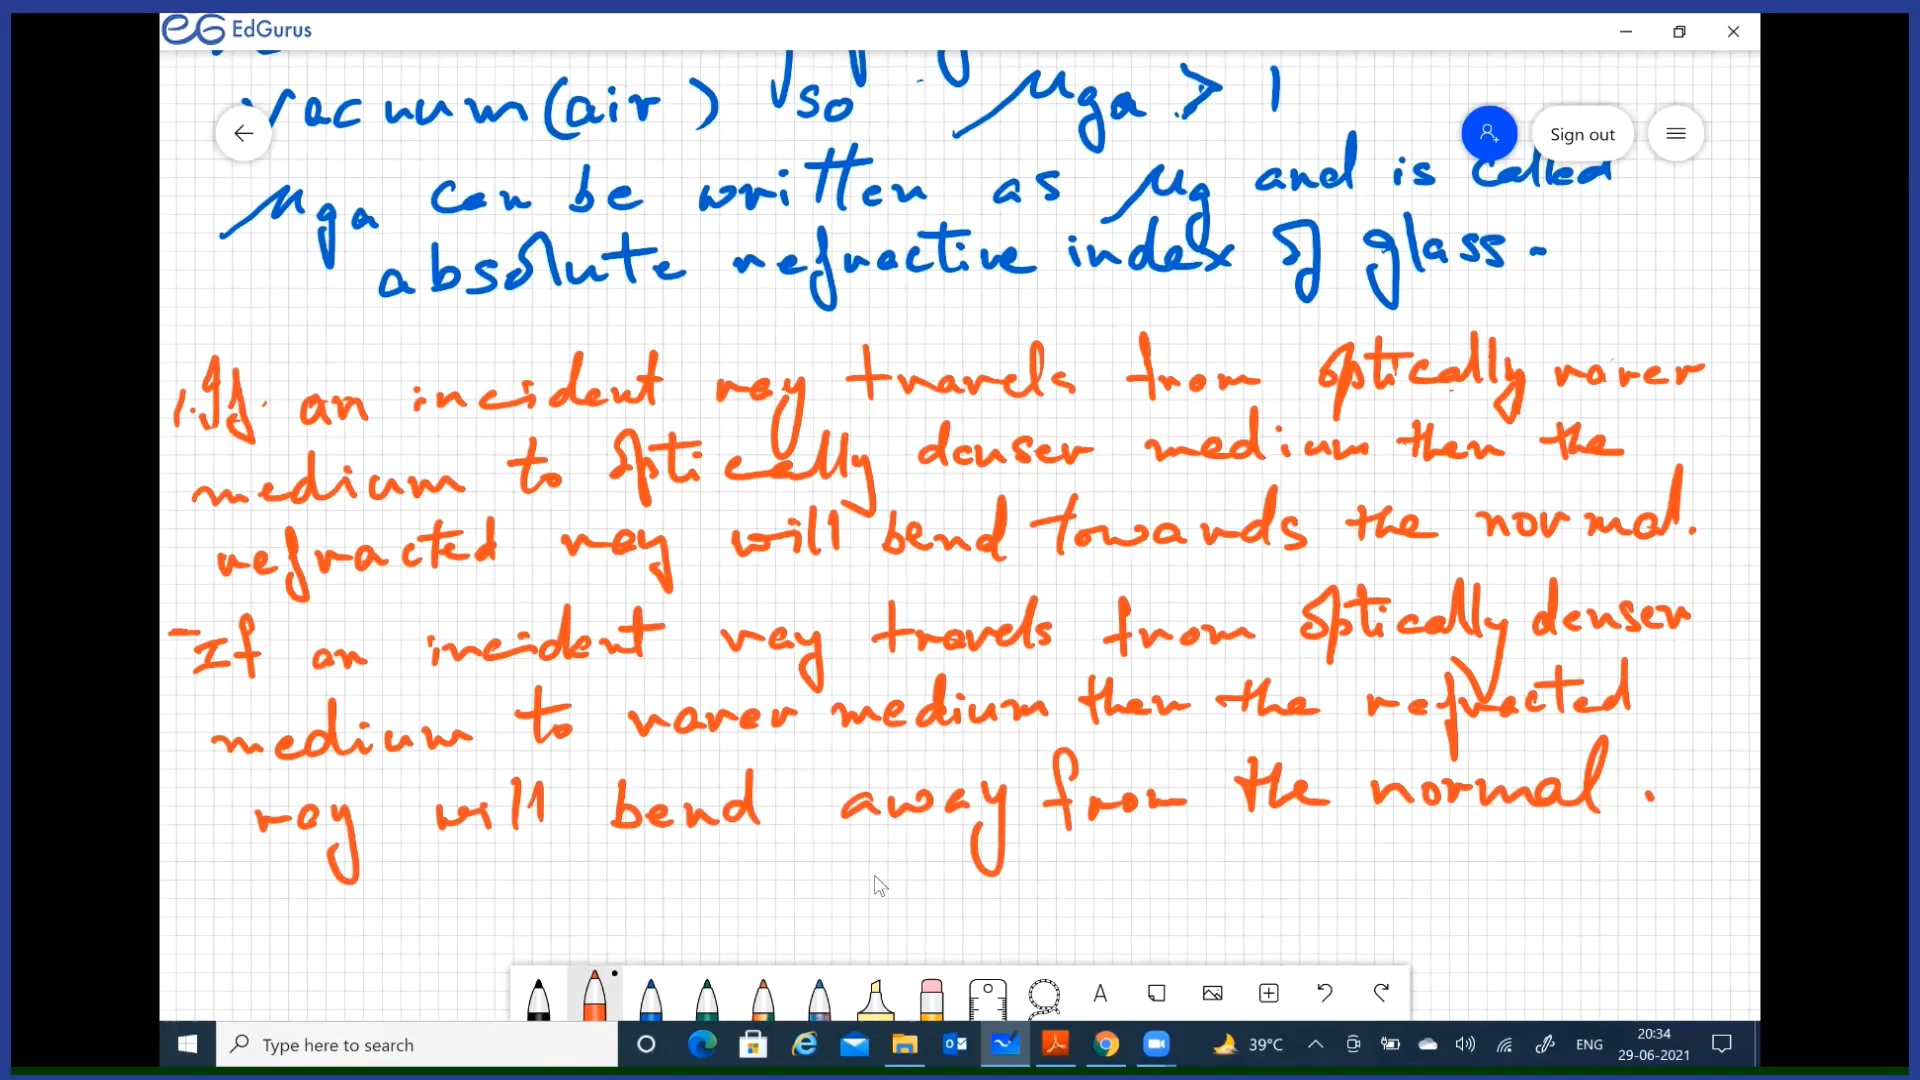 EdGurus
vacuum(air) so μga > 1
Sign out
μga can be written as μg and is called
absolute refractive index of glass.
1. If an incident ray travels from optically rarer
medium to optically denser medium then the
refracted ray will bend towards the normal.
- If an incident ray travels from optically denser
medium to rarer medium then the refracted
ray will bend away from the normal.
A
Type here to search
39°C
ENG
20:34
29-06-2021